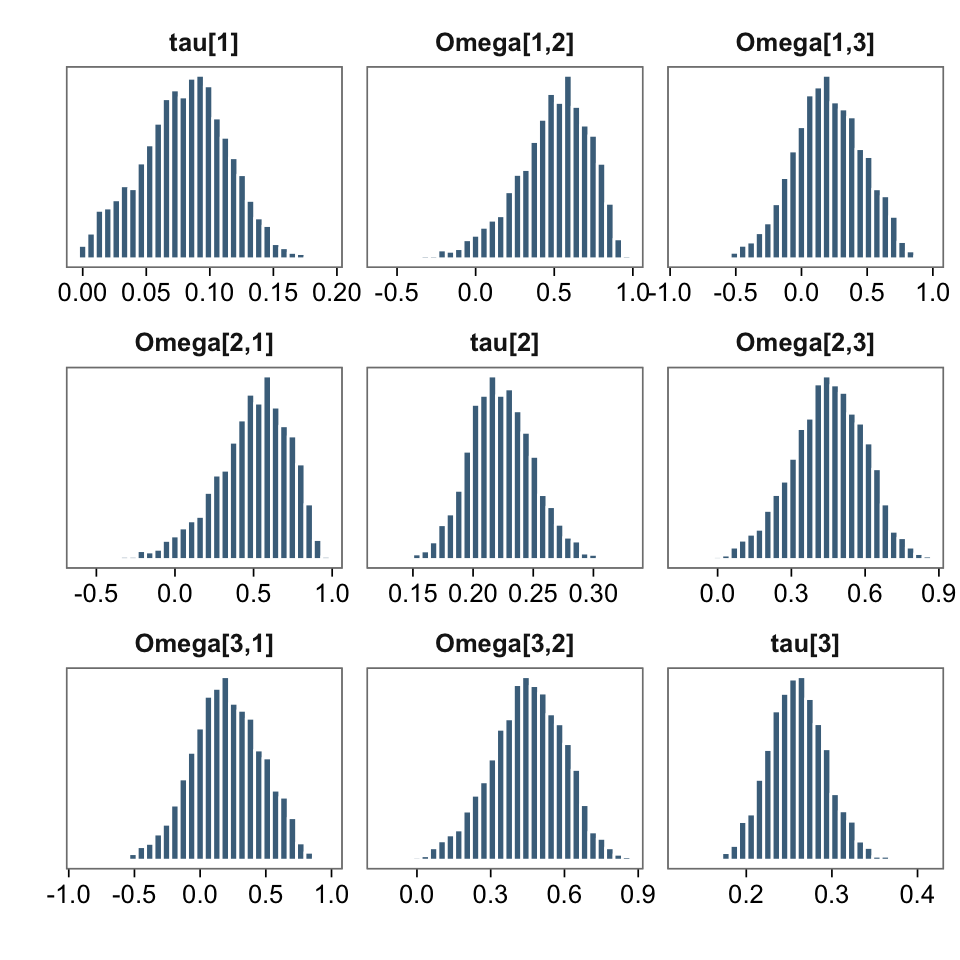 tau[1] Omega[1,2] Omega[1,3]
0.00 0.05 0.10 0.15 0.20 -0.5 0.0 0.5 1.0 -1.0 -0.5 0.0 0.5 1.0
Omega[2,1] tau[2] Omega[2,3]
-0.5 0.0 0.5 1.0 0.15 0.20 0.25 0.30 0.0 0.3 0.6 0.9
Omega[3,1] Omega[3,2] tau[3]
-1.0 -0.5 0.0 0.5 1.0 0.0 0.3 0.6 0.9 0.2 0.3 0.4